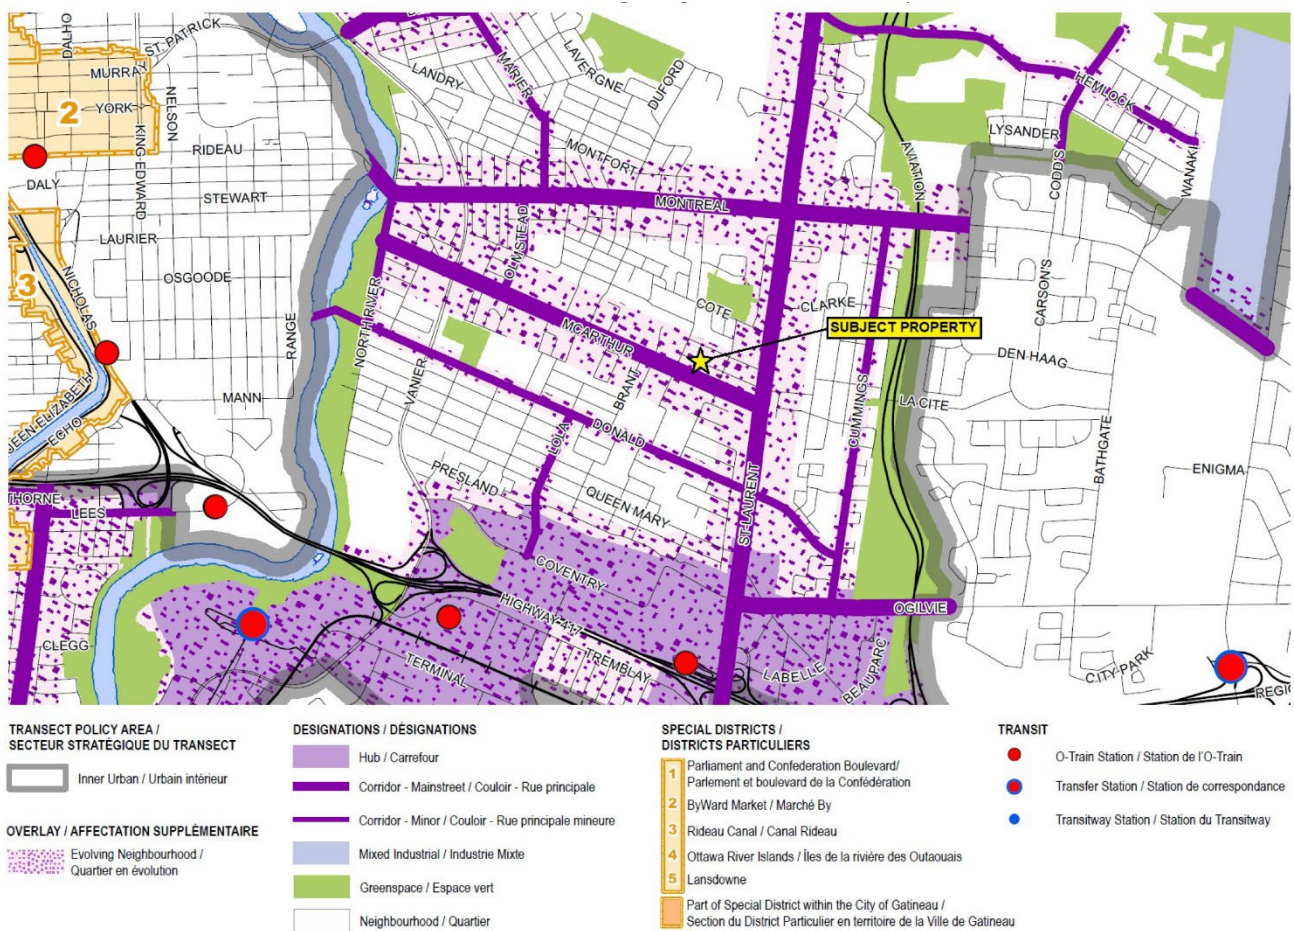 DALHO
ST. PATRICK
MURRAY
2
YORK
NELSON
KING EDWARD
RIDEAU
DALY
STEWART
LAURIER
OSGOODE
3
NICHOLAS
RANGE
MANN
EEN ELIZABETH
ECHO
THORNE
LEES
CLEGG
LANDRY
MARIER
LAVERGNE
DUFORD
MONTFORT
MONTREAL
OLMSTEAD
NORTH RIVER
MCARTHUR
COTE
CLARKE
SUBJECT PROPERTY
VANIER
BRANT
DONALD
LOLA
PRESLAND
QUEEN MARY
ST-LAURENT
CUMMINGS
COVENTRY
HIGHWAY 417
TERMINAL
TREMBLAY
LABELLE
BEAUPARC
OGILVIE
AVIATION
LA CITE
HEMLOCK
LYSANDER
CODD'S
WANAKI
CARSON'S
DEN HAAG
BATHGATE
ENIGMA
CITY PARK
REGIO
TRANSECT POLICY AREA /
SECTEUR STRATÉGIQUE DU TRANSECT
Inner Urban / Urbain intérieur
OVERLAY / AFFECTATION SUPPLÉMENTAIRE
Evolving Neighbourhood /
Quartier en évolution
DESIGNATIONS / DÉSIGNATIONS
Hub / Carrefour
Corridor - Mainstreet / Couloir - Rue principale
Corridor - Minor / Couloir - Rue principale mineure
Mixed Industrial / Industrie Mixte
Greenspace / Espace vert
Neighbourhood / Quartier
SPECIAL DISTRICTS /
DISTRICTS PARTICULIERS
1 Parliament and Confederation Boulevard/
Parlement et boulevard de la Confédération
2 ByWard Market / Marché By
3 Rideau Canal / Canal Rideau
4 Ottawa River Islands / Îles de la rivière des Outaouais
5 Lansdowne
Part of Special District within the City of Gatineau /
Section du District Particulier en territoire de la Ville de Gatineau
TRANSIT
O-Train Station / Station de l'O-Train
Transfer Station / Station de correspondance
Transitway Station / Station du Transitway